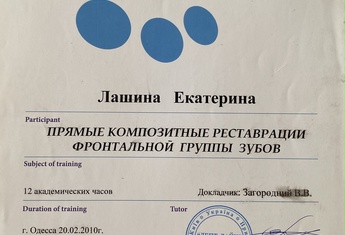 Лашина Екатерина
Participant
ПРЯМЫЕ КОМПОЗИТНЫЕ РЕСТАВРАЦИИ
ФРОНТАЛЬНОЙ ГРУППЫ ЗУБОВ
Subject of training
12 академических часов Докладчик: Загородний В.В.
Duration of training Tutor
г. Одесса 20.02.2010г.
Україна